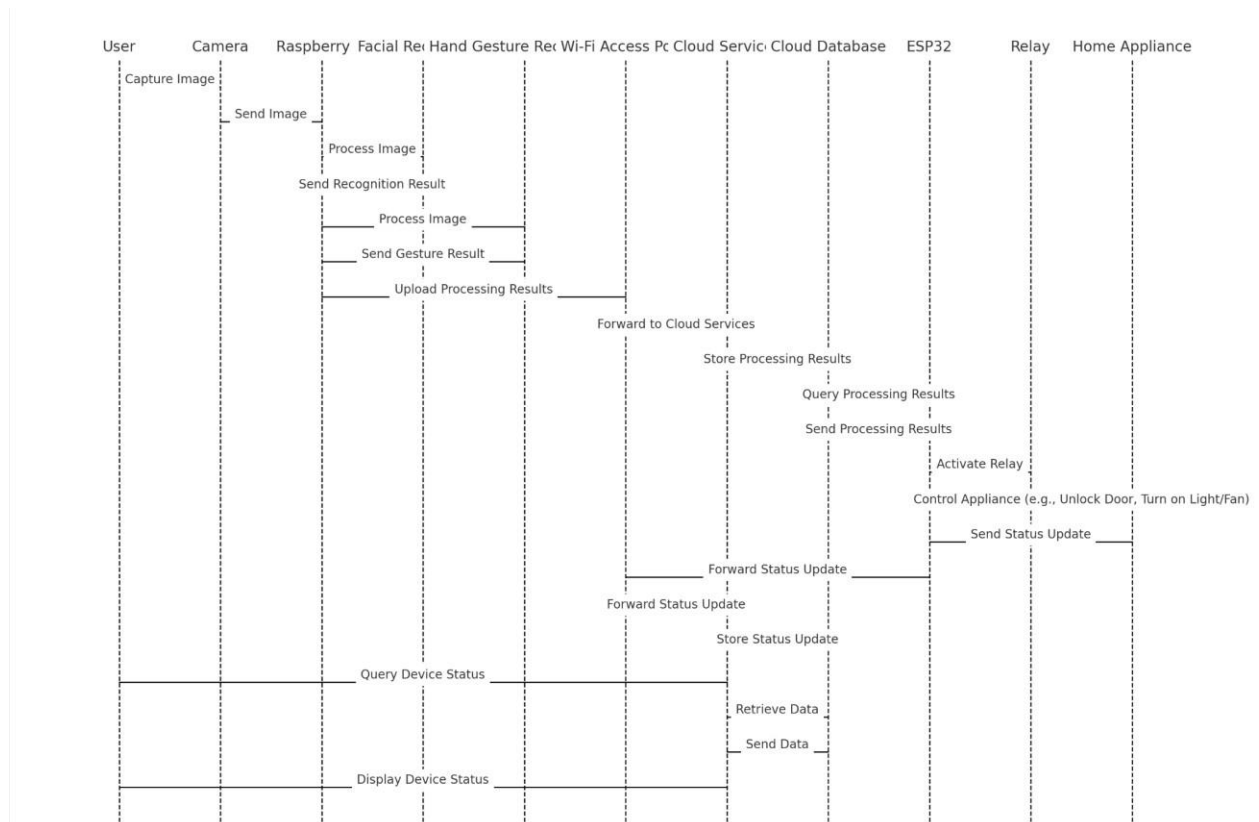 User Camera Raspberry Facial Rec Hand Gesture Rec Wi-Fi Access Po Cloud Servic Cloud Database ESP32 Relay Home Appliance
Capture Image
Send Image
Process Image
Send Recognition Result
Process Image
Send Gesture Result
Upload Processing Results
Forward to Cloud Services
Store Processing Results
Query Processing Results
Send Processing Results
Activate Relay
Control Appliance (e.g., Unlock Door, Turn on Light/Fan)
Send Status Update
Forward Status Update
Forward Status Update
Store Status Update
Query Device Status
Retrieve Data
Send Data
Display Device Status